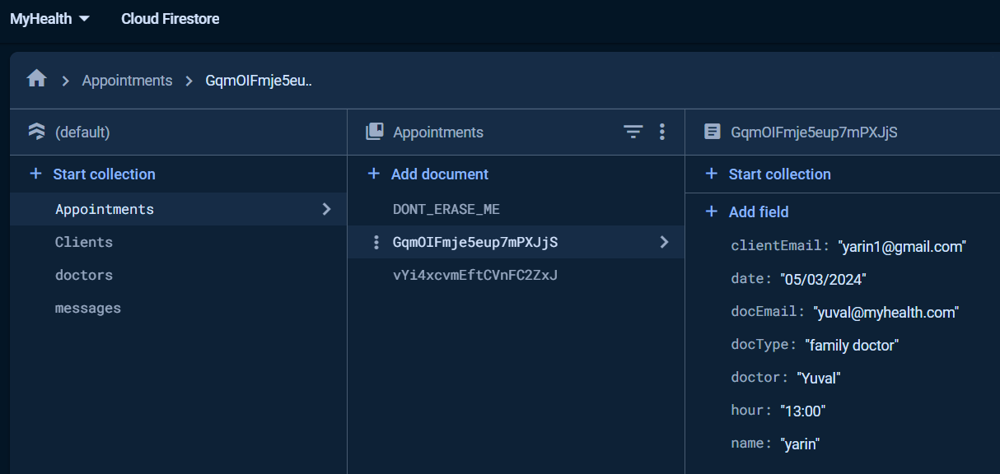 MyHealth Cloud Firestore
Appointments GqmOIFmje5eu..
(default)
Start collection
Appointments
Clients
doctors
messages
Appointments
Add document
DONT_ERASE_ME
GqmOIFmje5eup7mPXJjS
vYi4xcvmEftCVnFC2ZxJ
GqmOIFmje5eup7mPXJjS
Start collection
Add field
clientEmail: "yarin1@gmail.com"
date: "05/03/2024"
docEmail: "yuval@myhealth.com"
docType: "family doctor"
doctor: "Yuval"
hour: "13:00"
name: "yarin"